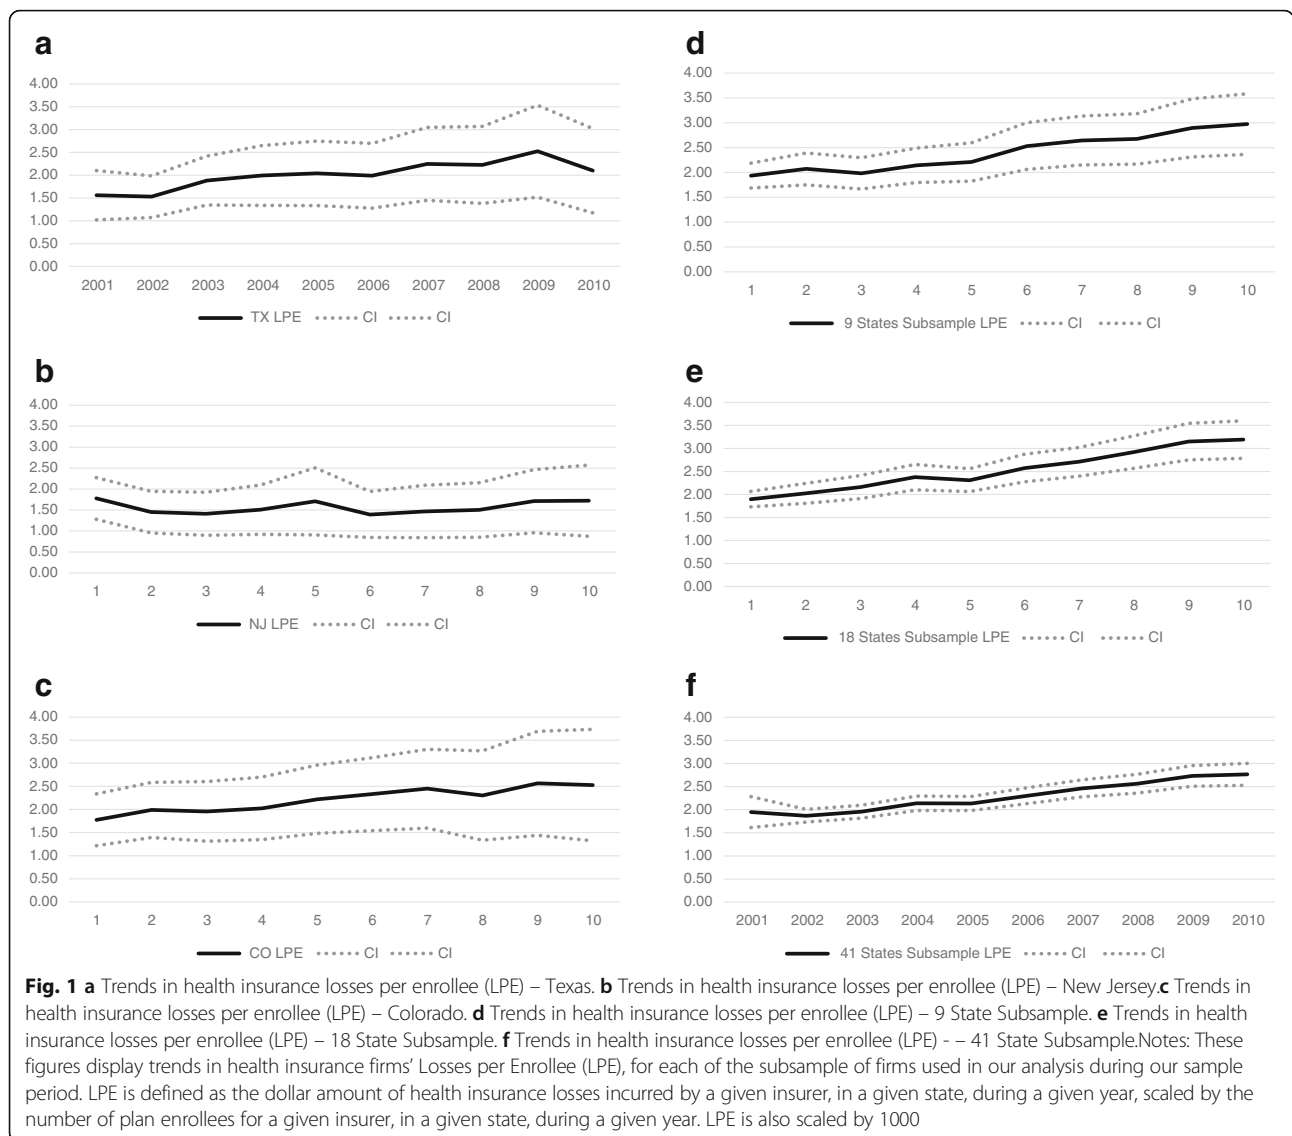 a
4.00
3.50
3.00
2.50
2.00
1.50
1.00
0.50
0.00
2001 2002 2003 2004 2005 2006 2007 2008 2009 2010
TX LPE CI CI
b
4.00
3.50
3.00
2.50
2.00
1.50
1.00
0.50
0.00
1 2 3 4 5 6 7 8 9 10
NJ LPE CI CI
c
4.00
3.50
3.00
2.50
2.00
1.50
1.00
0.50
0.00
1 2 3 4 5 6 7 8 9 10
CO LPE CI CI
d
4.00
3.50
3.00
2.50
2.00
1.50
1.00
0.50
0.00
1 2 3 4 5 6 7 8 9 10
9 States Subsample LPE CI CI
e
4.00
3.50
3.00
2.50
2.00
1.50
1.00
0.50
0.00
1 2 3 4 5 6 7 8 9 10
18 States Subsample LPE CI CI
f
4.00
3.50
3.00
2.50
2.00
1.50
1.00
0.50
0.00
2001 2002 2003 2004 2005 2006 2007 2008 2009 2010
41 States Subsample LPE CI CI
Fig. 1 a Trends in health insurance losses per enrollee (LPE) – Texas. b Trends in health insurance losses per enrollee (LPE) – New Jersey.c Trends in
health insurance losses per enrollee (LPE) – Colorado. d Trends in health insurance losses per enrollee (LPE) – 9 State Subsample. e Trends in health
insurance losses per enrollee (LPE) – 18 State Subsample. f Trends in health insurance losses per enrollee (LPE) - – 41 State Subsample.Notes: These
figures display trends in health insurance firms' Losses per Enrollee (LPE), for each of the subsample of firms used in our analysis during our sample
period. LPE is defined as the dollar amount of health insurance losses incurred by a given insurer, in a given state, during a given year, scaled by the
number of plan enrollees for a given insurer, in a given state, during a given year. LPE is also scaled by 1000